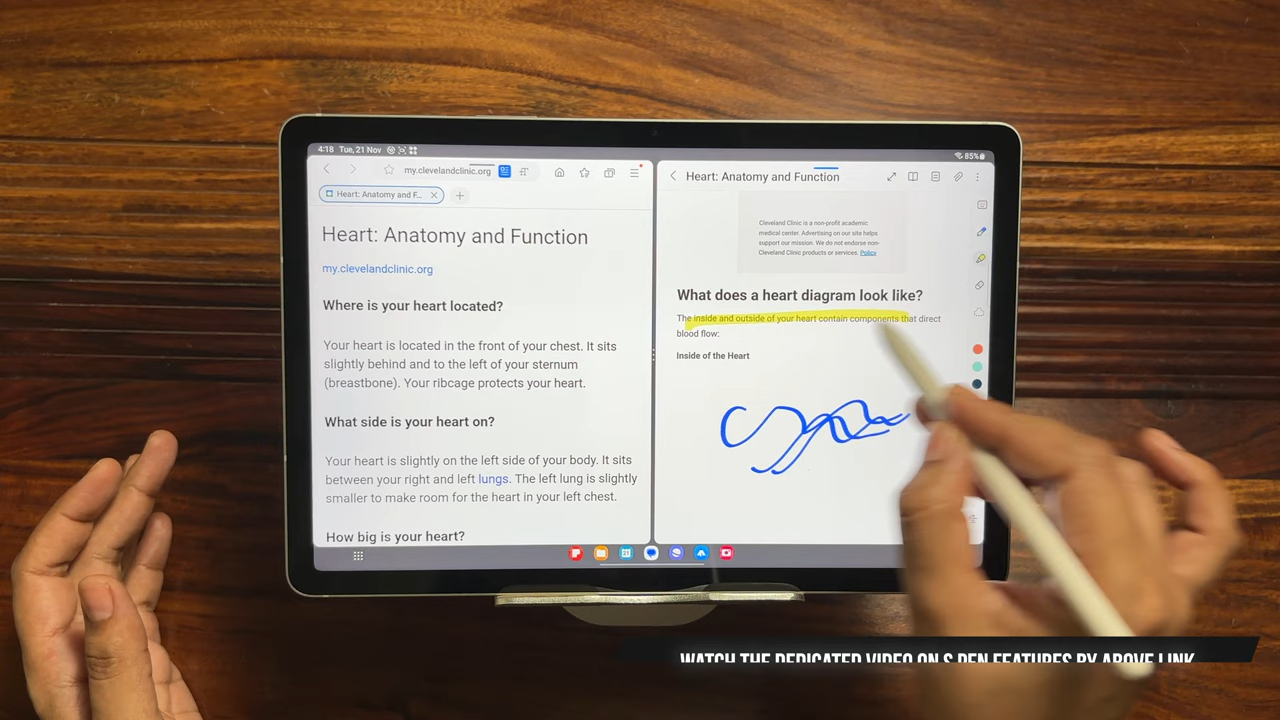 4:18 Tue, 21 Nov
85%
my.clevelandclinic.org
Heart: Anatomy and F...
Heart: Anatomy and Function
my.clevelandclinic.org
Where is your heart located?
Your heart is located in the front of your chest. It sits
slightly behind and to the left of your sternum
(breastbone). Your ribcage protects your heart.
What side is your heart on?
Your heart is slightly on the left side of your body. It sits
between your right and left lungs. The left lung is slightly
smaller to make room for the heart in your left chest.
How big is your heart?
Heart: Anatomy and Function
Cleveland Clinic is a non-profit academic
medical center. Advertising on our site helps
support our mission. We do not endorse non-
Cleveland Clinic products or services. Policy
What does a heart diagram look like?
The inside and outside of your heart contain components that direct
blood flow:
Inside of the Heart
WATCH THE DEDICATED VIDEO ON S PEN FEATURES BY ABOVE LINK